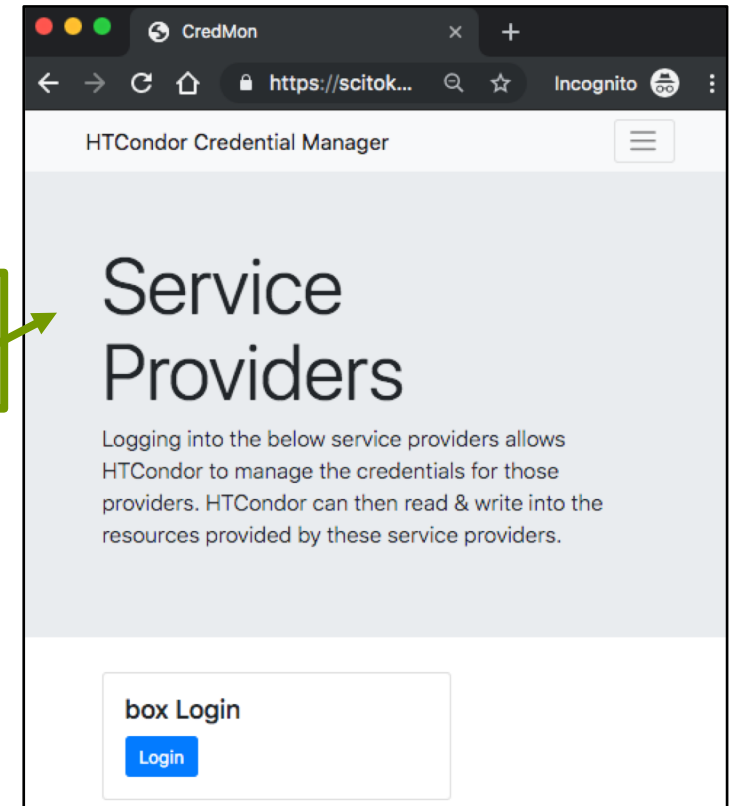 CredMon
https://scitok...
Incognito
HTCondor Credential Manager
Service
Providers
Logging into the below service providers allows
HTCondor to manage the credentials for those
providers. HTCondor can then read & write into the
resources provided by these service providers.
box Login
Login